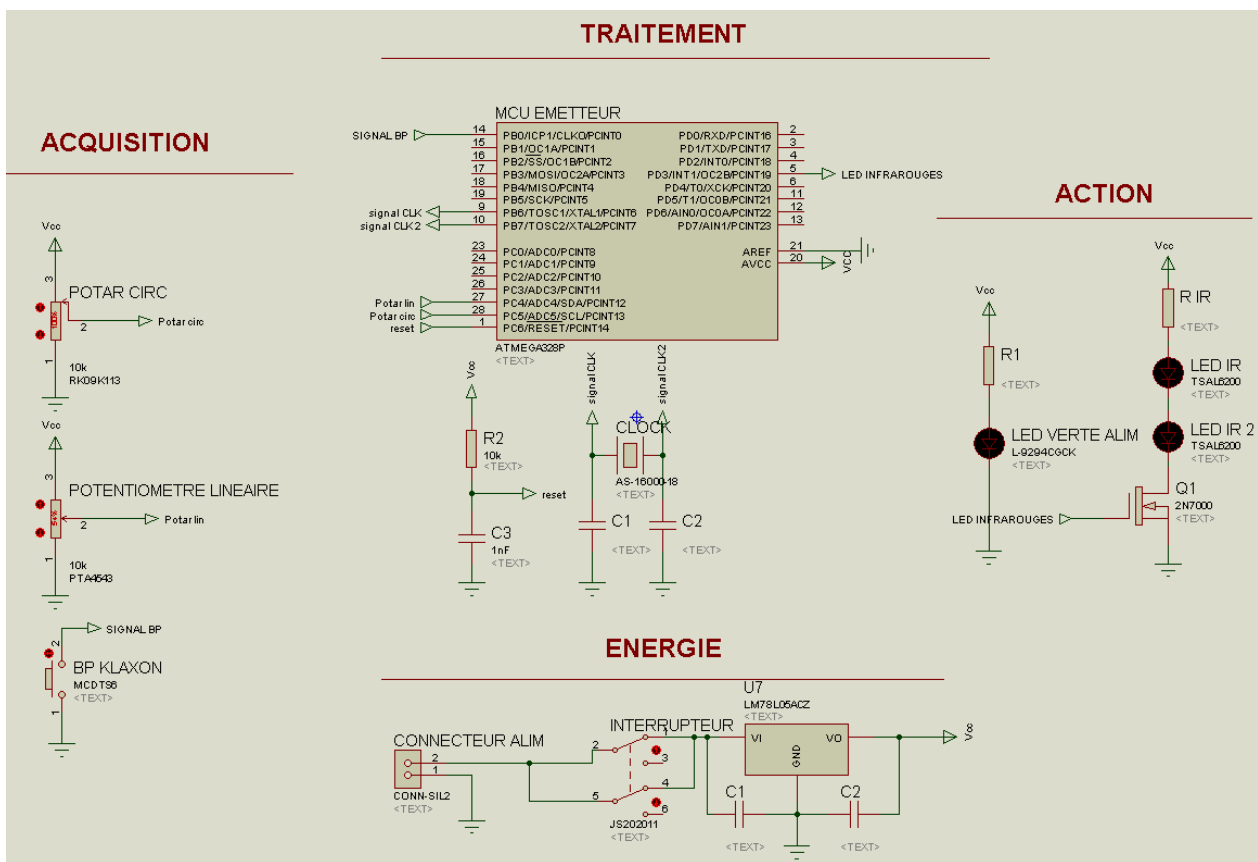 TRAITEMENT
ACQUISITION
Vcc
3
POTAR CIRC
100%
2
Potar circ
1
10k
RK09K113
Vcc
3
POTENTIOMETRE LINEAIRE
54%
2
Potar lin
1
10k
PTA4543
SIGNAL BP
2
BP KLAXON
MCDTS6
<TEXT>
1
MCU EMETTEUR
SIGNAL BP
14 PB0/ICP1/CLKO/PCINT0
15 PB1/OC1A/PCINT1
16 PB2/SS/OC1B/PCINT2
17 PB3/MOSI/OC2A/PCINT3
18 PB4/MISO/PCINT4
19 PB5/SCK/PCINT5
signal CLK 9 PB6/TOSC1/XTAL1/PCINT6
signal CLK2 10 PB7/TOSC2/XTAL2/PCINT7
23 PC0/ADC0/PCINT8
24 PC1/ADC1/PCINT9
25 PC2/ADC2/PCINT10
26 PC3/ADC3/PCINT11
Potar lin 27 PC4/ADC4/SDA/PCINT12
Potar circ 28 PC5/ADC5/SCL/PCINT13
reset 1 PC6/RESET/PCINT14
PD0/RXD/PCINT16 2
PD1/TXD/PCINT17 3
PD2/INT0/PCINT18 4
PD3/INT1/OC2B/PCINT19 5 LED INFRAROUGES
PD4/T0/XCK/PCINT20 6
PD5/T1/OC0B/PCINT21 11
PD6/AIN0/OC0A/PCINT22 12
PD7/AIN1/PCINT23 13
AREF 21
AVCC 20 VCC
ATMEGA328P
<TEXT>
Vcc
R2
10k
<TEXT>
reset
C3
1nF
<TEXT>
signal CLK
signal CLK2
CLOCK
AS-16000-18
<TEXT>
C1
<TEXT>
C2
<TEXT>
ACTION
Vcc
R1
<TEXT>
LED VERTE ALIM
L-9294CGCK
<TEXT>
Vcc
R IR
<TEXT>
LED IR
TSAL6200
<TEXT>
LED IR 2
TSAL6200
<TEXT>
LED INFRAROUGES
Q1
2N7000
<TEXT>
ENERGIE
CONNECTEUR ALIM
2
1
CONN-SIL2
<TEXT>
INTERRUPTEUR
2
1
3
5
4
6
JS202011
<TEXT>
U7
LM78L05ACZ
<TEXT>
VI
VO
GND
Vcc
C1
<TEXT>
C2
<TEXT>